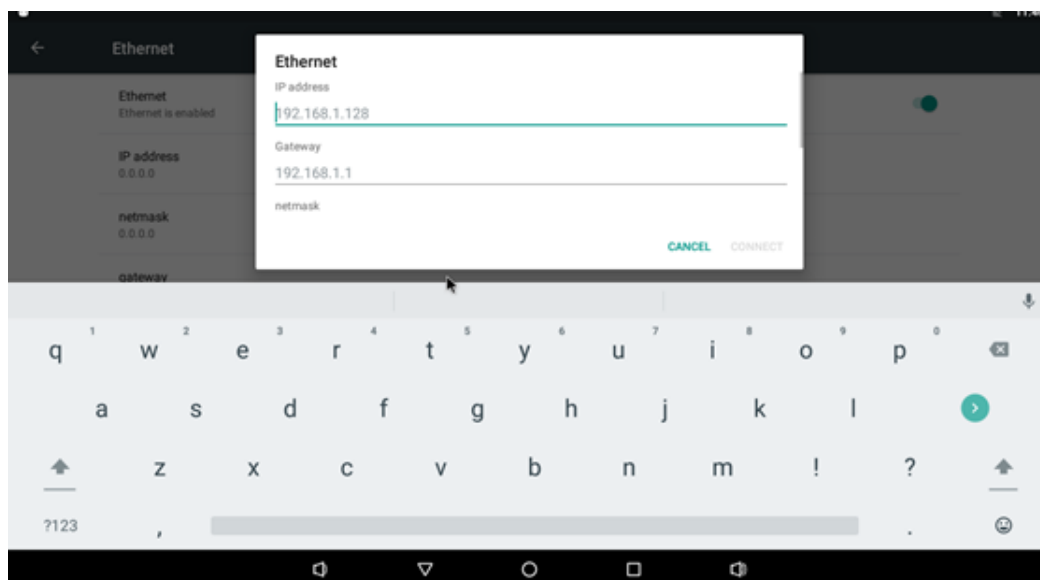 Ethernet
Ethernet
Ethernet is enabled
IP address
0.0.0.0
netmask
0.0.0.0
gateway
Ethernet
IP address
192.168.1.128
Gateway
192.168.1.1
netmask
CANCEL CONNECT
1 2 3 4 5 6 7 8 9 0
q w e r t y u i o p
a s d f g h j k l
z x c v b n m ! ?
?123 , .